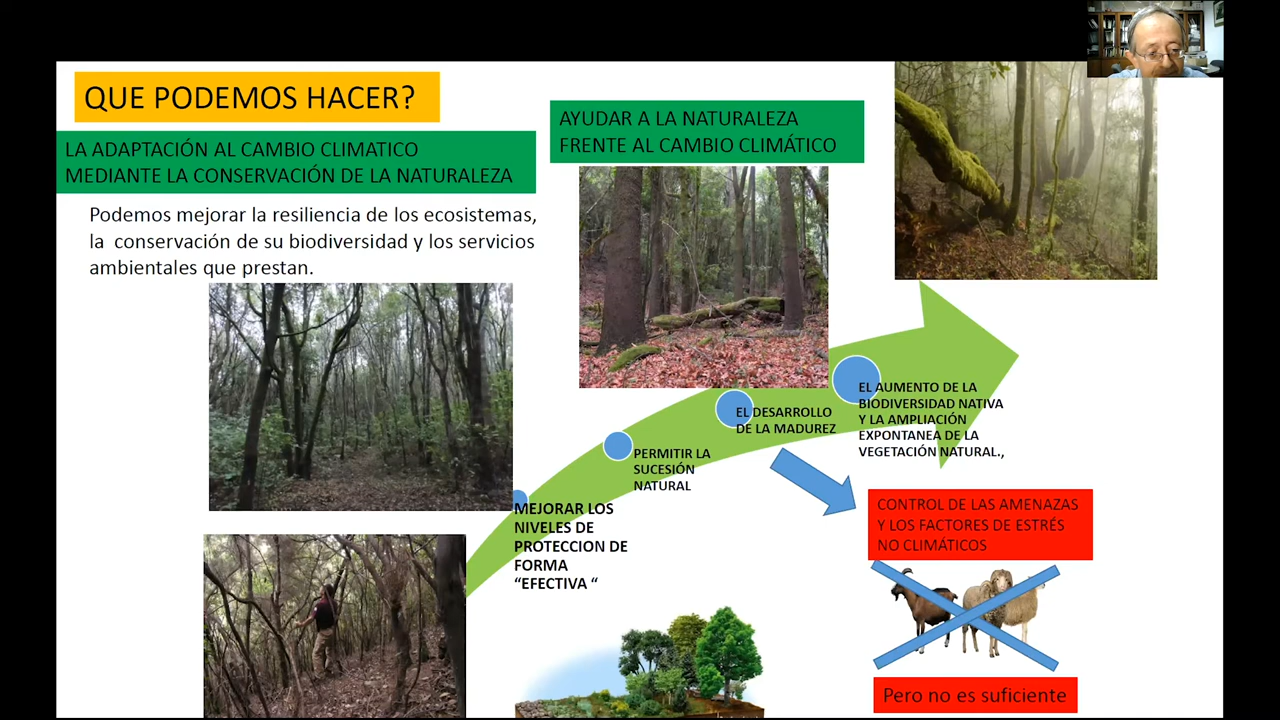 QUE PODEMOS HACER?
LA ADAPTACIÓN AL CAMBIO CLIMATICO
MEDIANTE LA CONSERVACIÓN DE LA NATURALEZA
Podemos mejorar la resiliencia de los ecosistemas,
la conservación de su biodiversidad y los servicios
ambientales que prestan.
AYUDAR A LA NATURALEZA
FRENTE AL CAMBIO CLIMÁTICO
MEJORAR LOS
NIVELES DE
PROTECCION DE
FORMA
“EFECTIVA “
PERMITIR LA
SUCESIÓN
NATURAL
EL DESARROLLO
DE LA MADUREZ
EL AUMENTO DE LA
BIODIVERSIDAD NATIVA
Y LA AMPLIACIÓN
EXPONTANEA DE LA
VEGETACIÓN NATURAL.,
CONTROL DE LAS AMENAZAS
Y LOS FACTORES DE ESTRÉS
NO CLIMÁTICOS
Pero no es suficiente